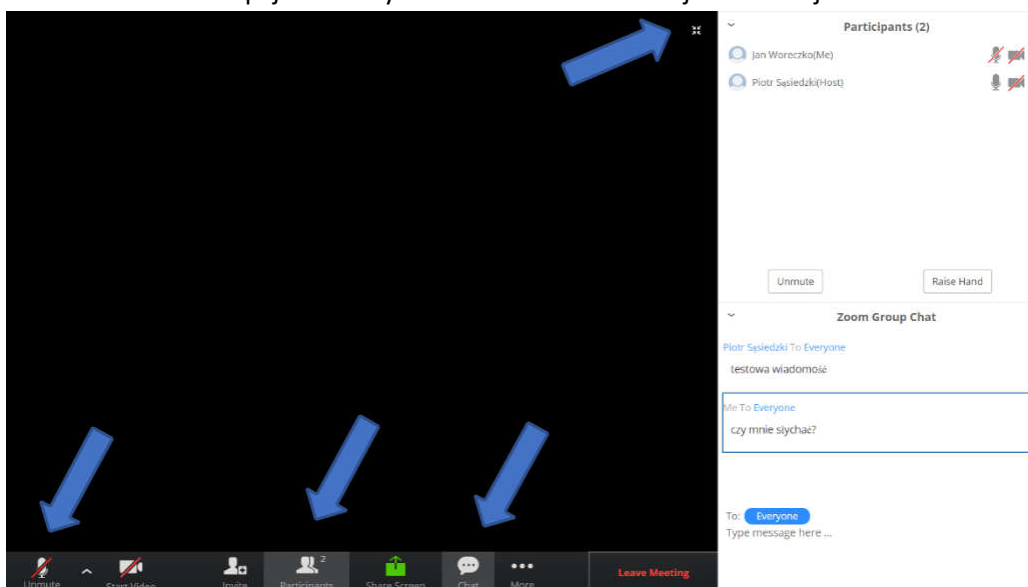 Participants (2)
Jan Woreczko(Me)
Piotr Sąsiedzki(Host)
Unmute
Raise Hand
Zoom Group Chat
Piotr Sąsiedzki To Everyone
testowa wiadomość
Me To Everyone
czy mnie słychać?
To: Everyone
Type message here ...
Unmute
Start Video
Invite
Participants
2
Share Screen
Chat
More
Leave Meeting